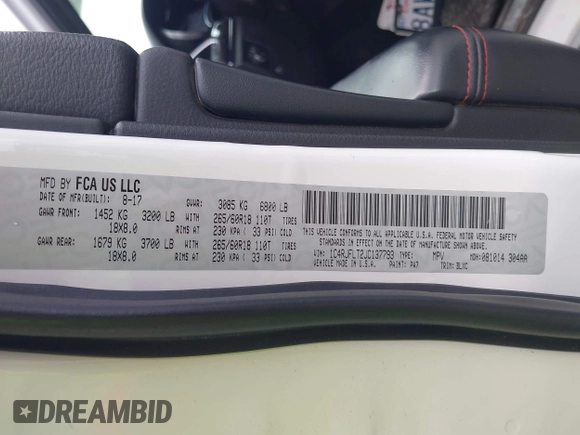 MFD BY FCA US LLC
DATE OF MFR(BUILT): 8-17 GVWR: 3085 KG 6800 LB
GAWR FRONT: 1452 KG 3200 LB 265/60R18 110T TIRES
18X8.0 RIMS AT 230 KPA ( 33 PSI) COLD
GAWR REAR: 1679 KG 3700 LB 265/60R18 110T TIRES
18X8.0 RIMS AT 230 KPA ( 33 PSI) COLD
THIS VEHICLE CONFORMS TO ALL APPLICABLE U.S.A. FEDERAL MOTOR VEHICLE SAFETY
STANDARDS IN EFFECT ON THE DATE OF MANUFACTURE SHOWN ABOVE.
VIN: 1C4RJFLT2JC137793 TYPE: MPV MDH: 081014 304AA
VEHICLE MADE IN U.S.A. PAINT: PW7 TRIM: BLXC
DREAMBID